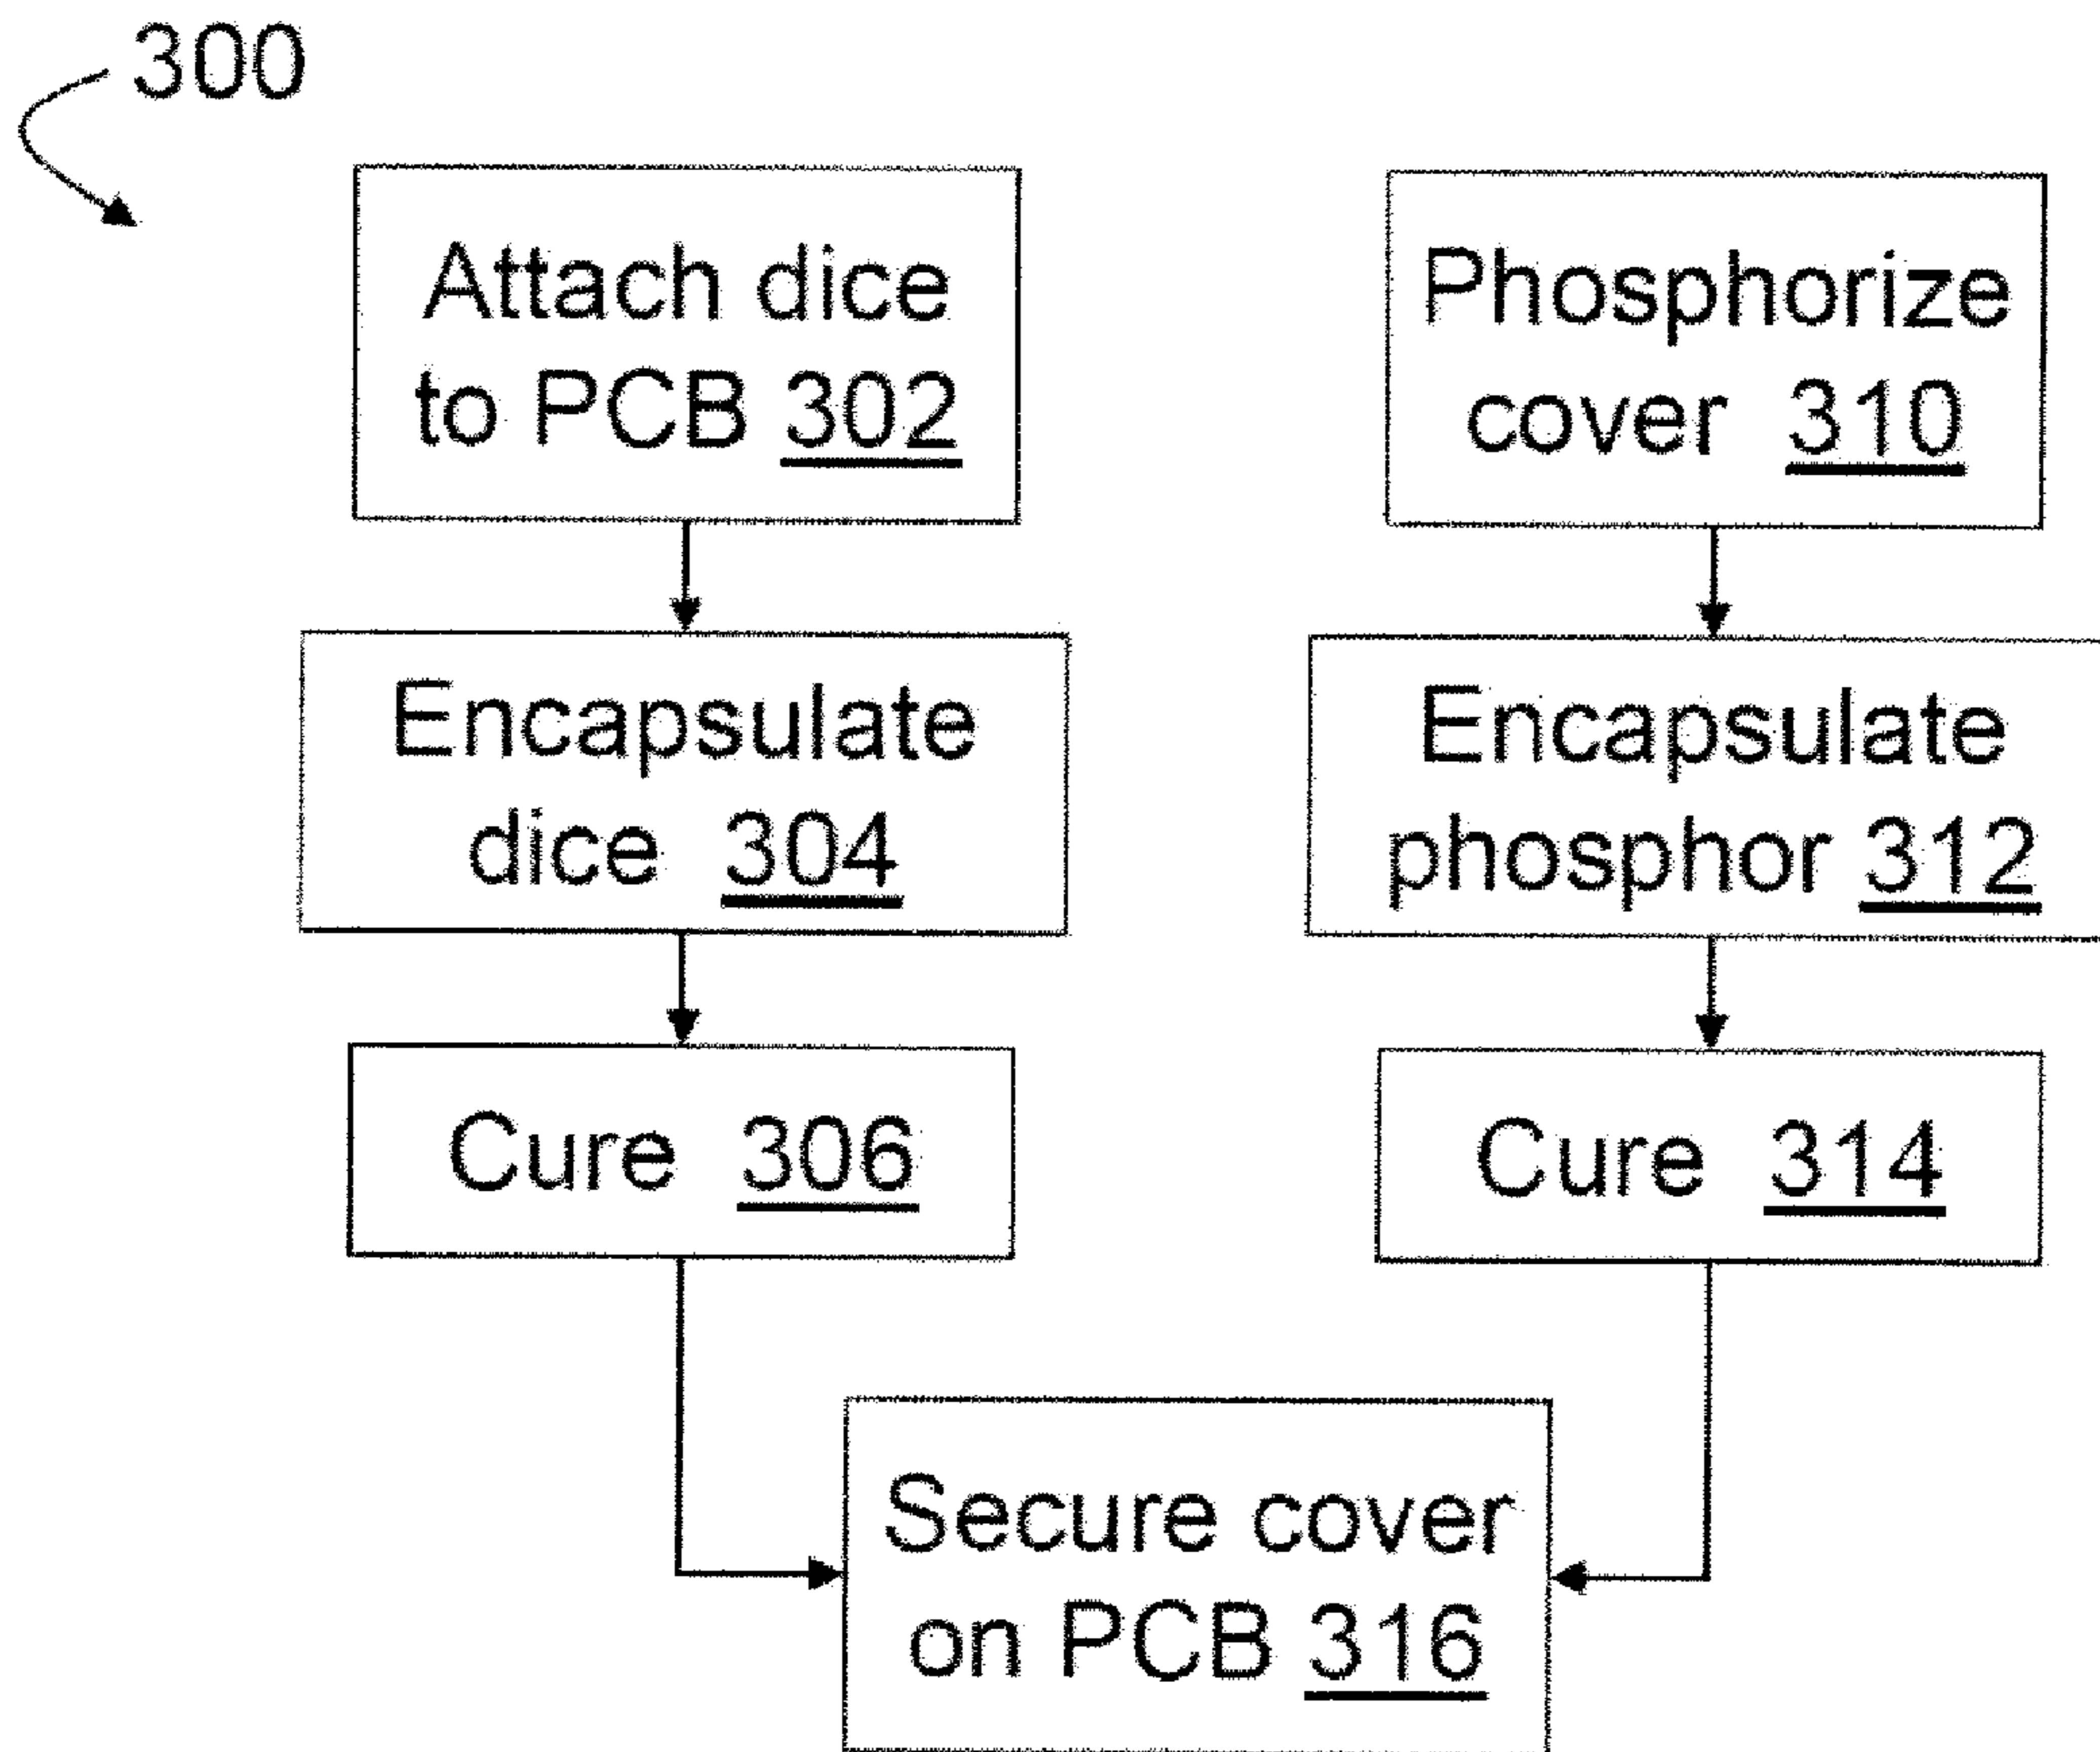 300
Attach dice
to PCB 302
Encapsulate
dice 304
Cure 306
Phosphorize
cover 310
Encapsulate
phosphor 312
Cure 314
Secure cover
on PCB 316